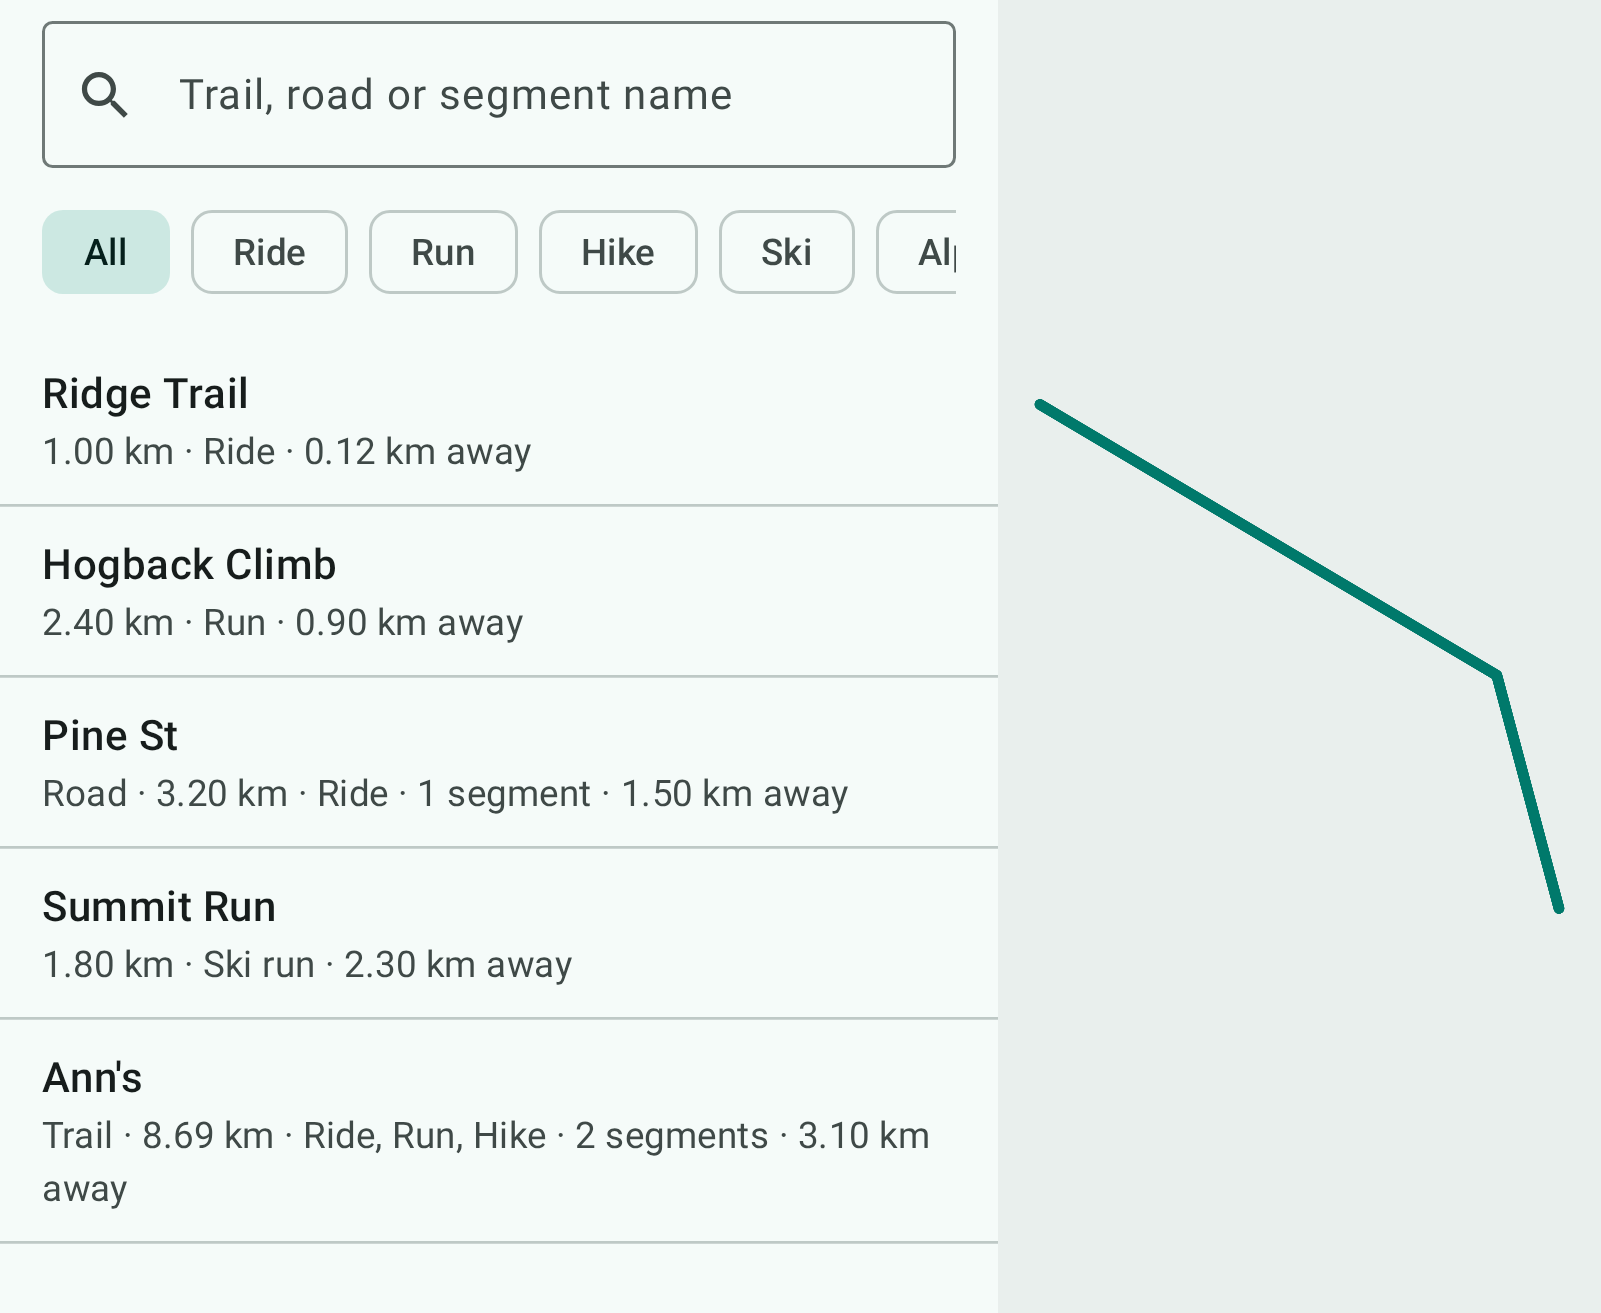 Trail, road or segment name
All
Ride
Run
Hike
Ski
Ridge Trail
1.00 km · Ride · 0.12 km away
Hogback Climb
2.40 km · Run · 0.90 km away
Pine St
Road · 3.20 km · Ride · 1 segment · 1.50 km away
Summit Run
1.80 km · Ski run · 2.30 km away
Ann's
Trail · 8.69 km · Ride, Run, Hike · 2 segments · 3.10 km
away